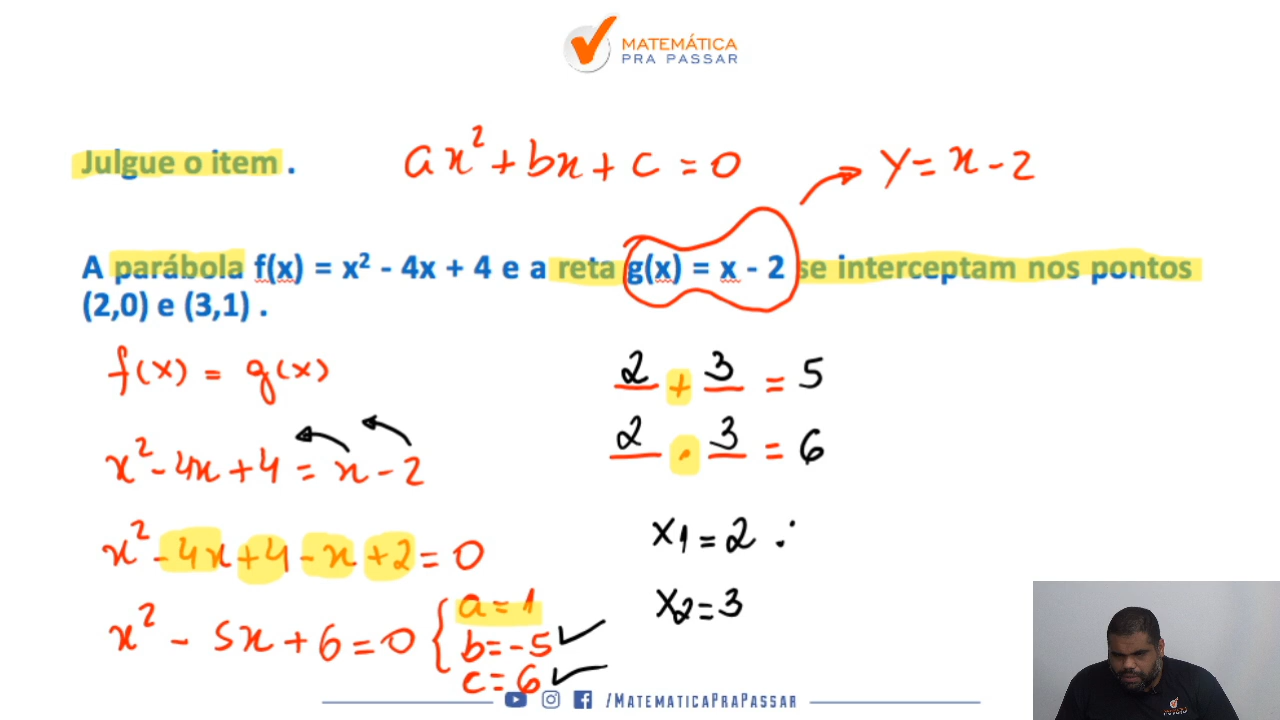 MATEMÁTICA
PRA PASSAR
Julgue o item .
ax²+bx+c=0
y=x-2
A parábola f(x) = x² - 4x + 4 e a reta g(x) = x - 2 se interceptam nos pontos
(2,0) e (3,1) .
f(x) = g(x)
x²-4x+4=x-2
x²-4x+4-x+2=0
x²-5x+6=0
a=1
b=-5
c=6
2 + 3 = 5
2 · 3 = 6
x1=2 ∴
x2=3
/MATEMATICAPRAPASSAR